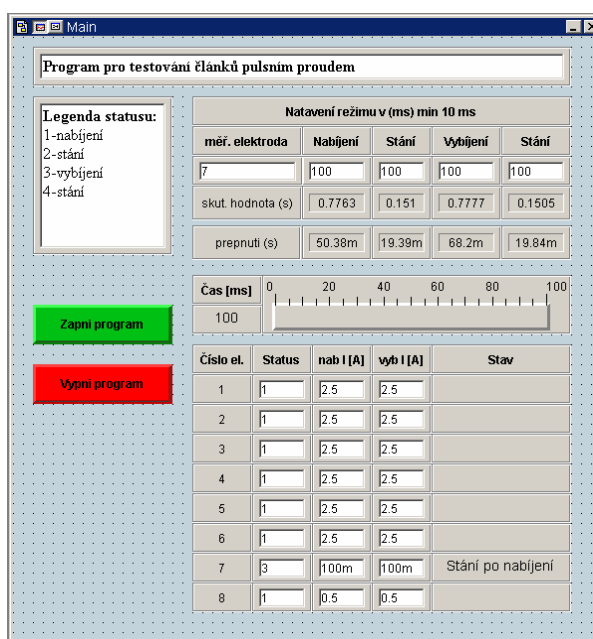 Main
Program pro testování článků pulsním proudem
Legenda statusu:
1-nabíjení
2-stání
3-vybíjení
4-stání
Natavení režimu v (ms) min 10 ms
měř. elektroda Nabíjení Stání Vybíjení Stání
7 100 100 100 100
skut. hodnota (s) 0.7763 0.151 0.7777 0.1505
prepnuti (s) 50.38m 19.39m 68.2m 19.84m
Čas [ms] 0 20 40 60 80 100
100
Zapni program
Vypni program
Číslo el. Status nab I [A] vyb I [A] Stav
1 1 2.5 2.5
2 1 2.5 2.5
3 1 2.5 2.5
4 1 2.5 2.5
5 1 2.5 2.5
6 1 2.5 2.5
7 3 100m 100m Stání po nabíjení
8 1 0.5 0.5